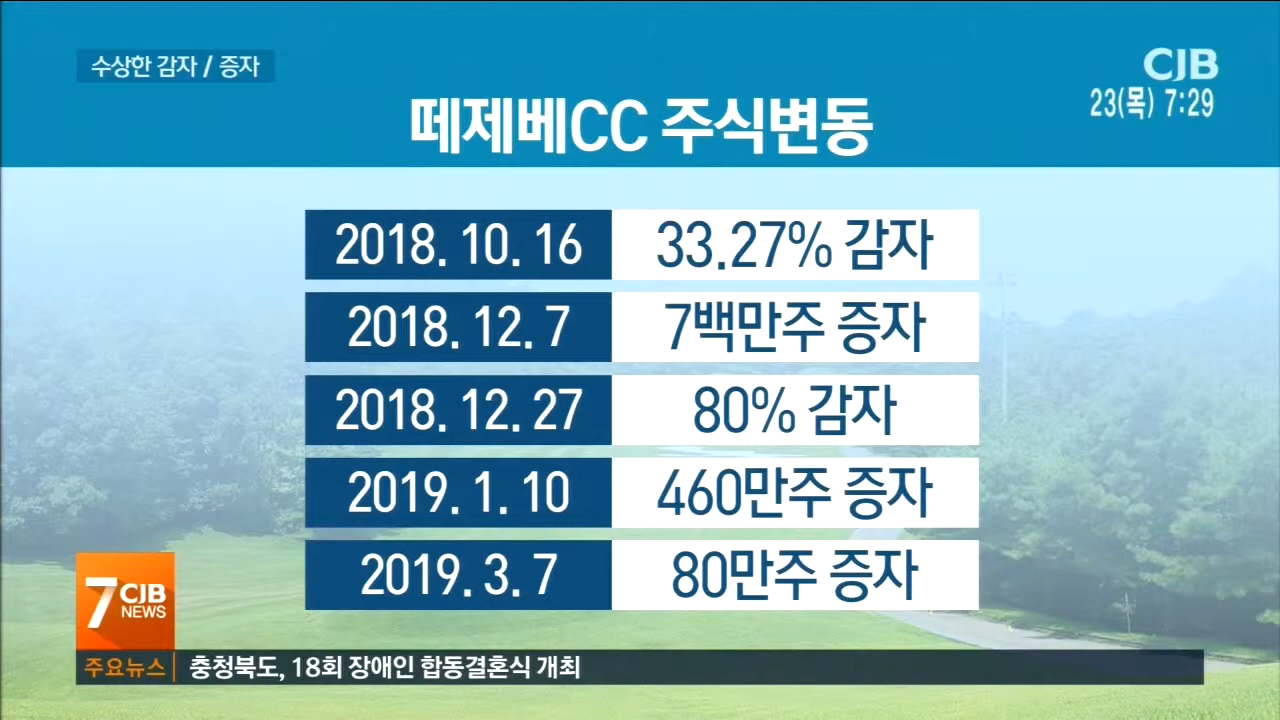 수상한 감자 / 증자
CJB
23(목) 7:29
떼제베CC 주식변동
2018. 10. 16 33.27% 감자
2018. 12. 7 7백만주 증자
2018. 12. 27 80% 감자
2019. 1. 10 460만주 증자
2019. 3. 7 80만주 증자
7 CJB NEWS
주요뉴스 충청북도, 18회 장애인 합동결혼식 개최